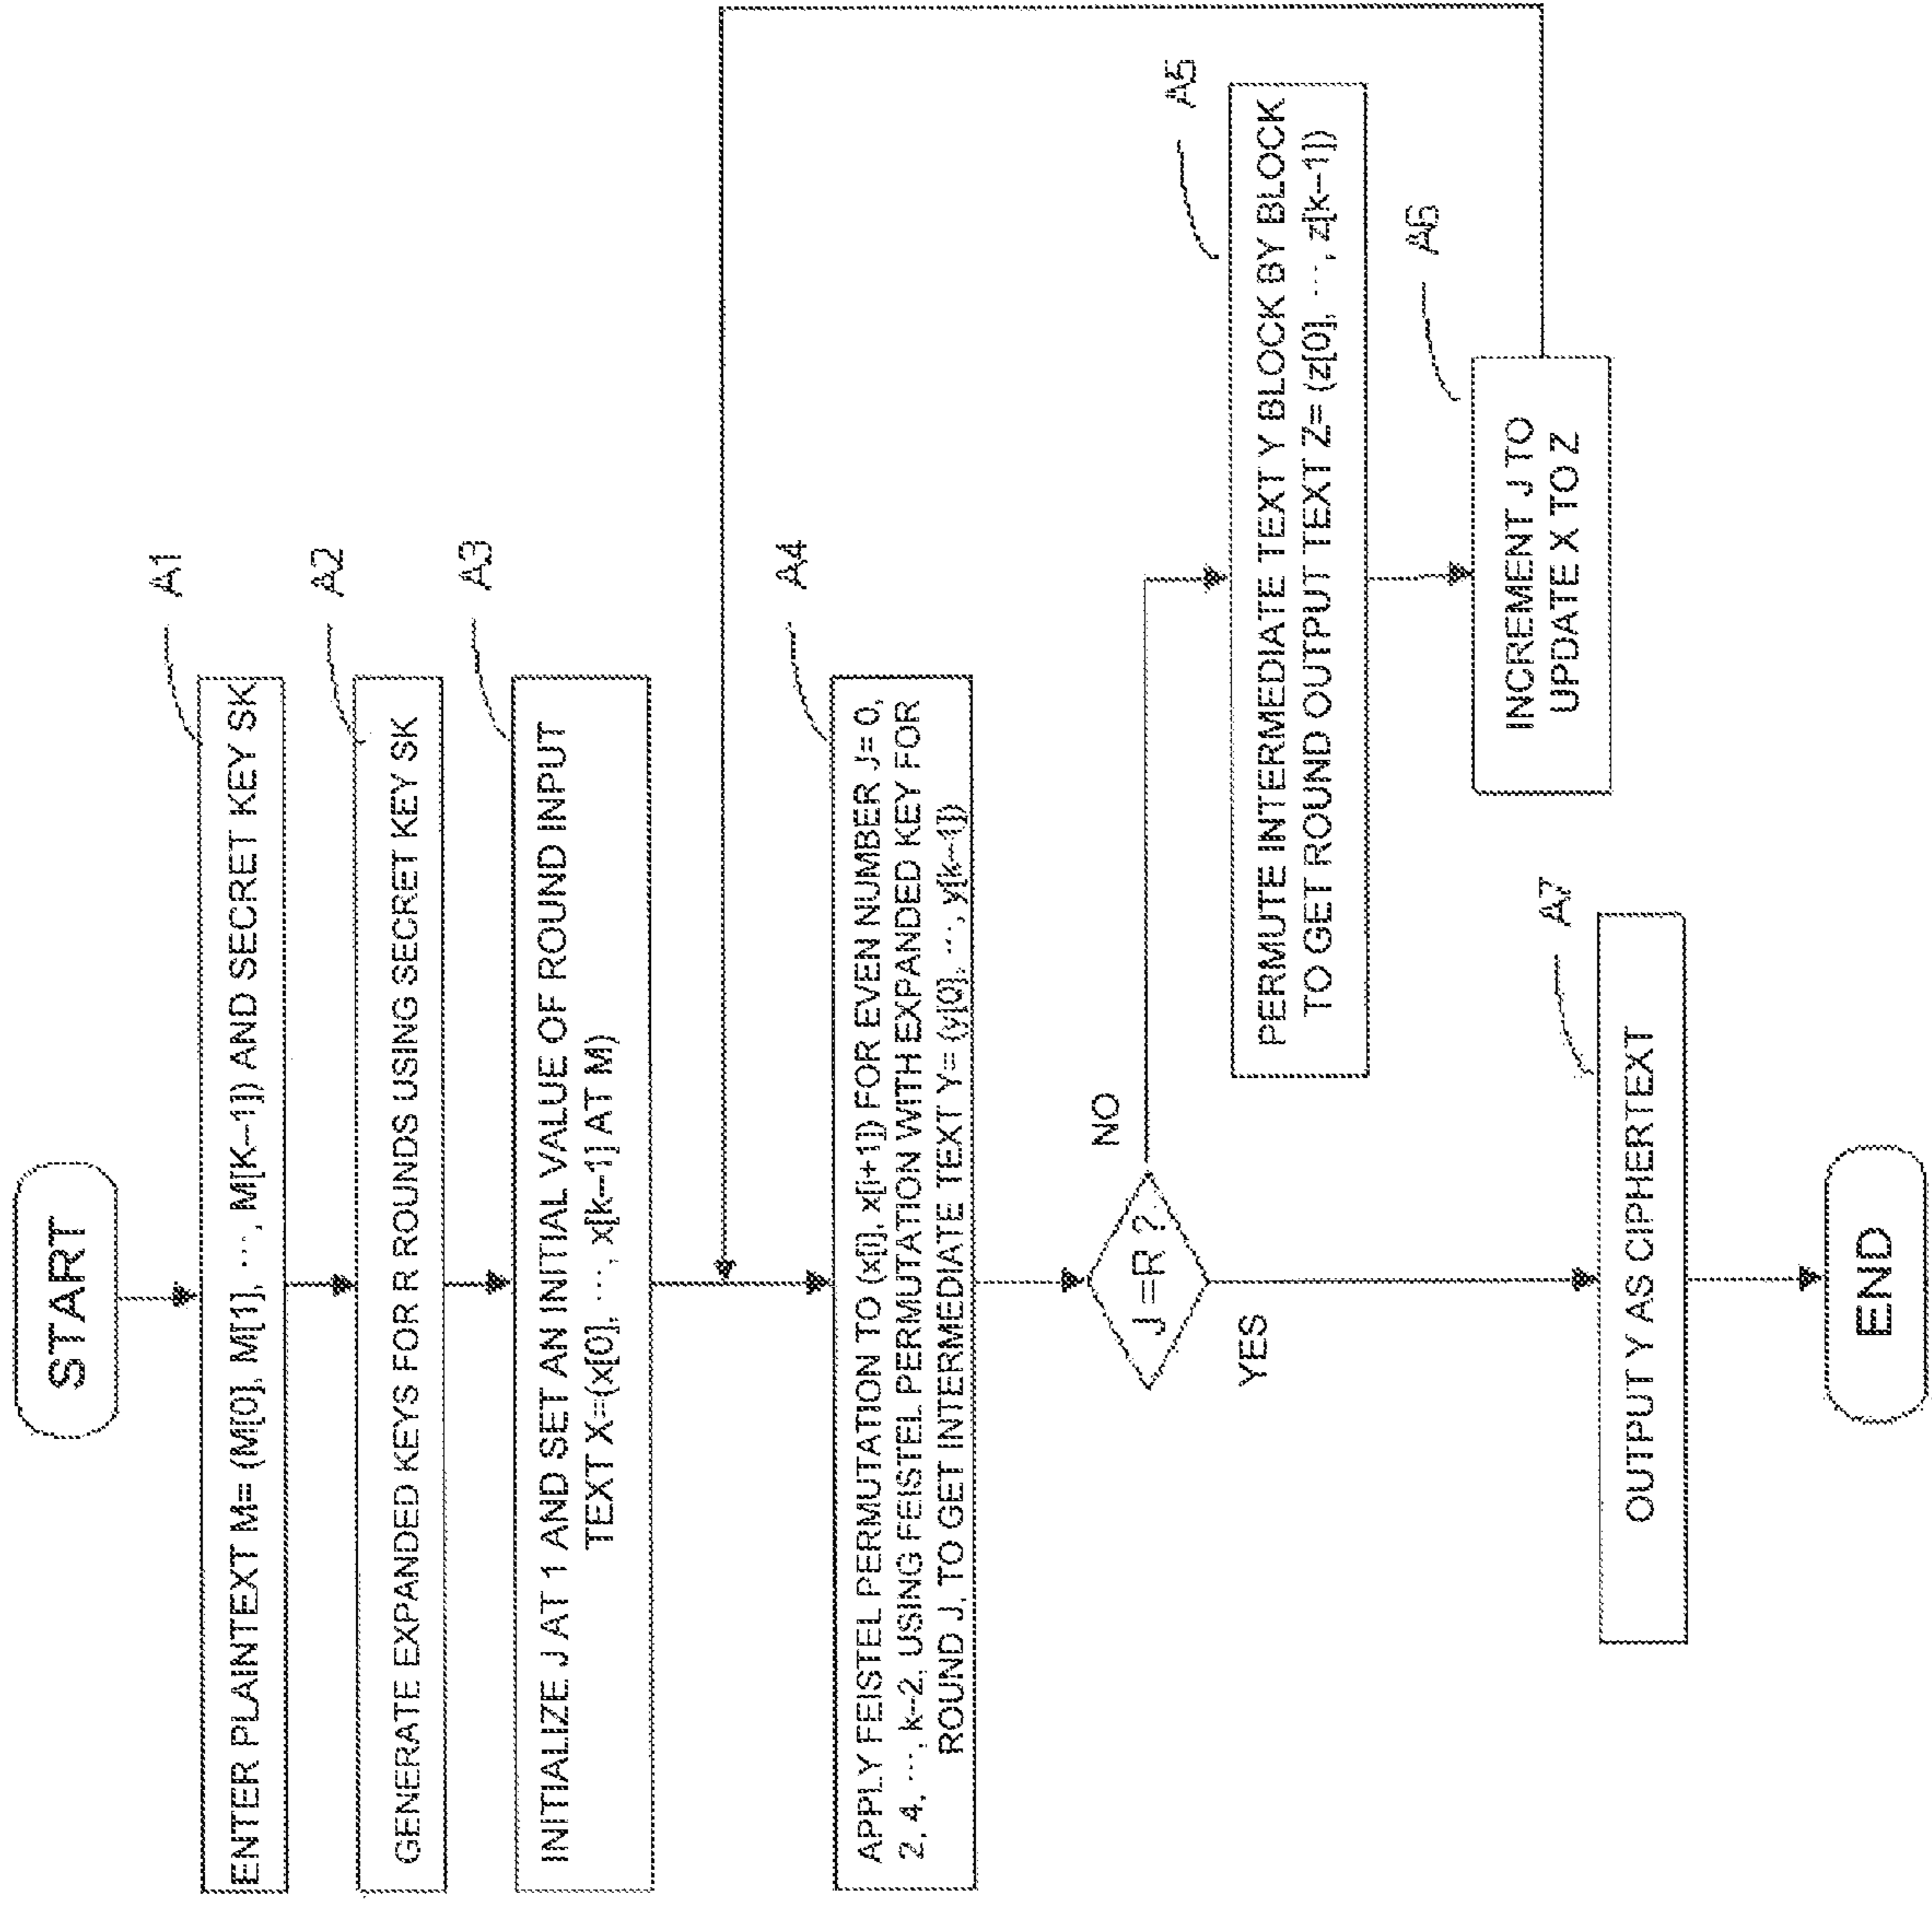 START
A1
ENTER PLAINTEXT M= (M[0], M[1], ···, M[K-1]) AND SECRET KEY SK
A2
GENERATE EXPANDED KEYS FOR R ROUNDS USING SECRET KEY SK
A3
INITIALIZE J AT 1 AND SET AN INITIAL VALUE OF ROUND INPUT
TEXT X=(x[0], ···, x[k-1] AT M)
A4
APPLY FEISTEL PERMUTATION TO (x[i], x[i+1]) FOR EVEN NUMBER J= 0,
2, 4, ···, k-2, USING FEISTEL PERMUTATION WITH EXPANDED KEY FOR
ROUND J, TO GET INTERMEDIATE TEXT Y= (y[0], ···, y[k-1])
J=R ?
NO
YES
A5
PERMUTE INTERMEDIATE TEXT Y BLOCK BY BLOCK
TO GET ROUND OUTPUT TEXT Z= (z[0], ···, z[k-1])
A6
INCREMENT J TO
UPDATE X TO Z
A7
OUTPUT Y AS CIPHERTEXT
END